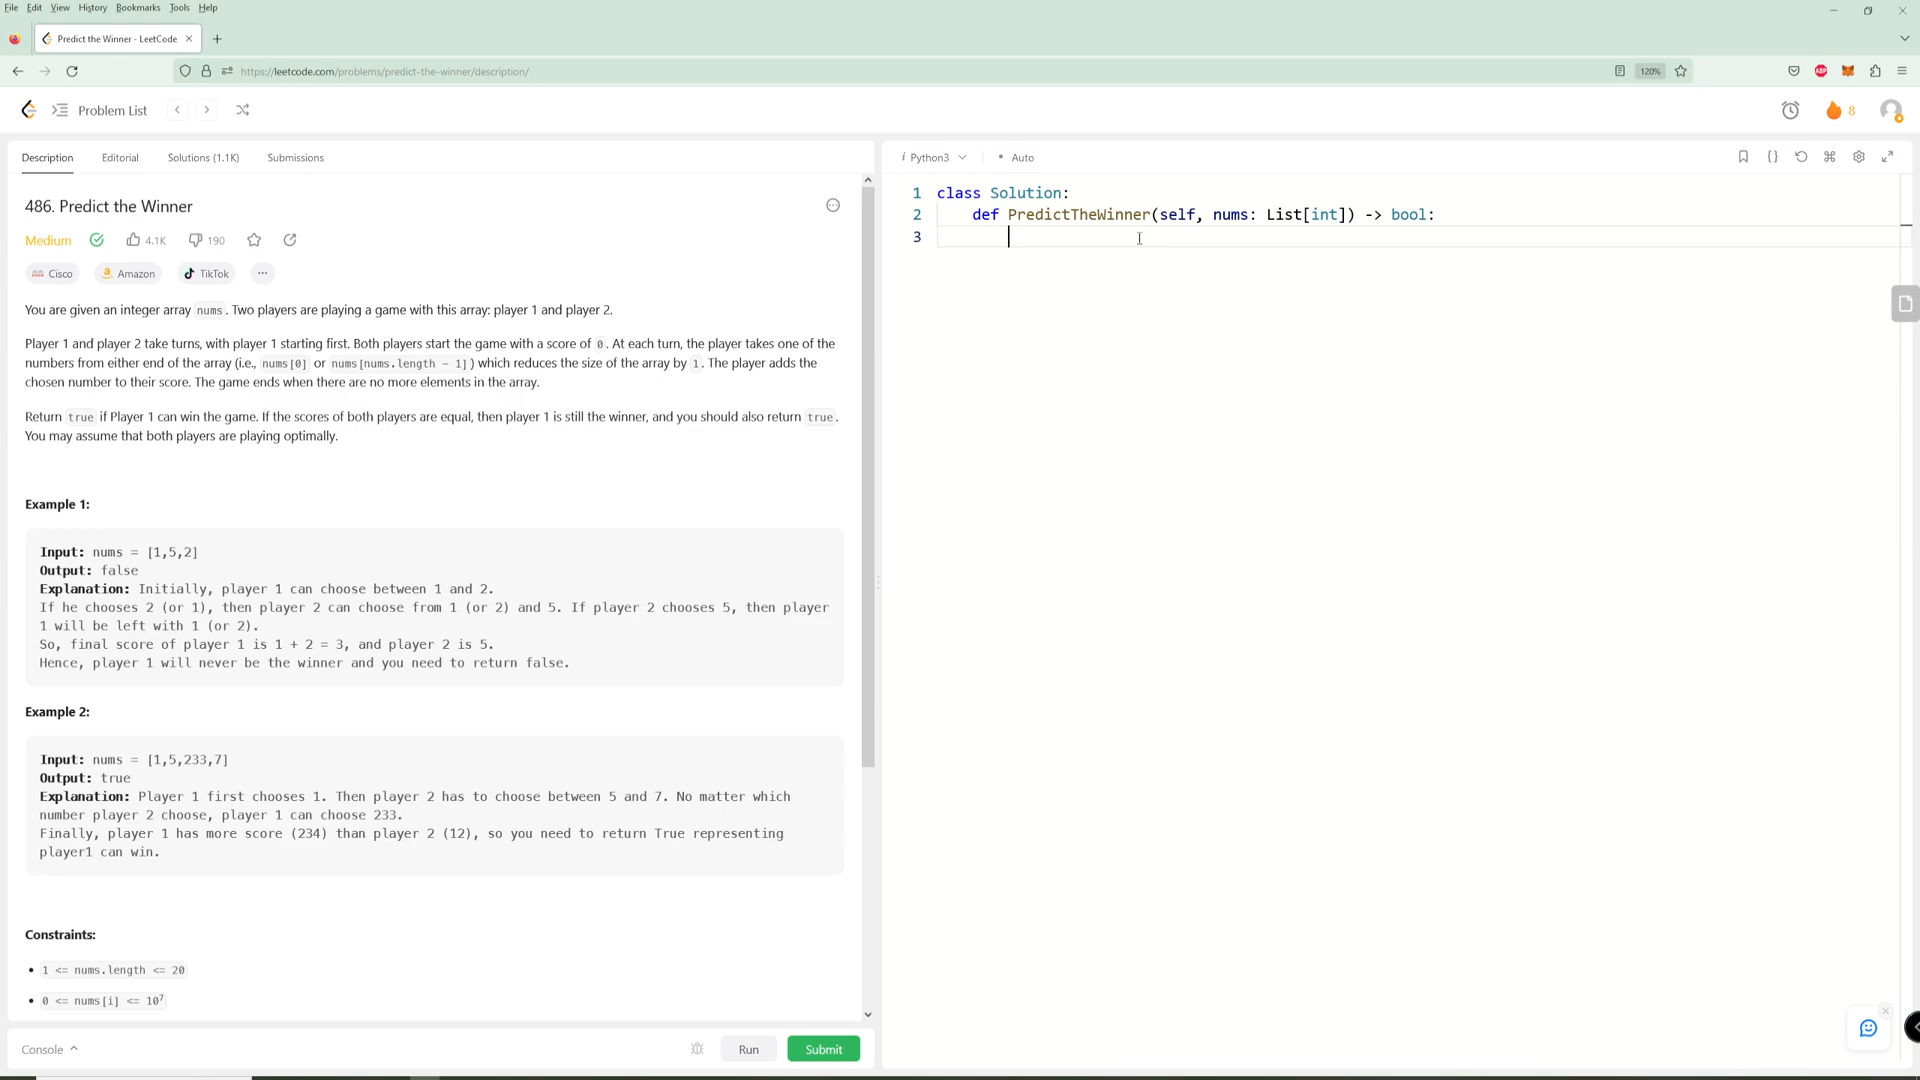 File Edit View History Bookmarks Tools Help
Predict the Winner - LeetCode
https://leetcode.com/problems/predict-the-winner/description/
120%
ABP
Problem List
8
Description Editorial Solutions (1.1K) Submissions
Python3 Auto
486. Predict the Winner
Medium 4.1K 190
Cisco Amazon TikTok
You are given an integer array nums. Two players are playing a game with this array: player 1 and player 2.
Player 1 and player 2 take turns, with player 1 starting first. Both players start the game with a score of 0. At each turn, the player takes one of the
numbers from either end of the array (i.e., nums[0] or nums[nums.length - 1]) which reduces the size of the array by 1. The player adds the
chosen number to their score. The game ends when there are no more elements in the array.
Return true if Player 1 can win the game. If the scores of both players are equal, then player 1 is still the winner, and you should also return true.
You may assume that both players are playing optimally.
Example 1:
Input: nums = [1,5,2]
Output: false
Explanation: Initially, player 1 can choose between 1 and 2.
If he chooses 2 (or 1), then player 2 can choose from 1 (or 2) and 5. If player 2 chooses 5, then player
1 will be left with 1 (or 2).
So, final score of player 1 is 1 + 2 = 3, and player 2 is 5.
Hence, player 1 will never be the winner and you need to return false.
Example 2:
Input: nums = [1,5,233,7]
Output: true
Explanation: Player 1 first chooses 1. Then player 2 has to choose between 5 and 7. No matter which
number player 2 choose, player 1 can choose 233.
Finally, player 1 has more score (234) than player 2 (12), so you need to return True representing
player1 can win.
Constraints:
1 <= nums.length <= 20
0 <= nums[i] <= 10⁷
Console Run Submit
1 class Solution:
2 def PredictTheWinner(self, nums: List[int]) -> bool:
3